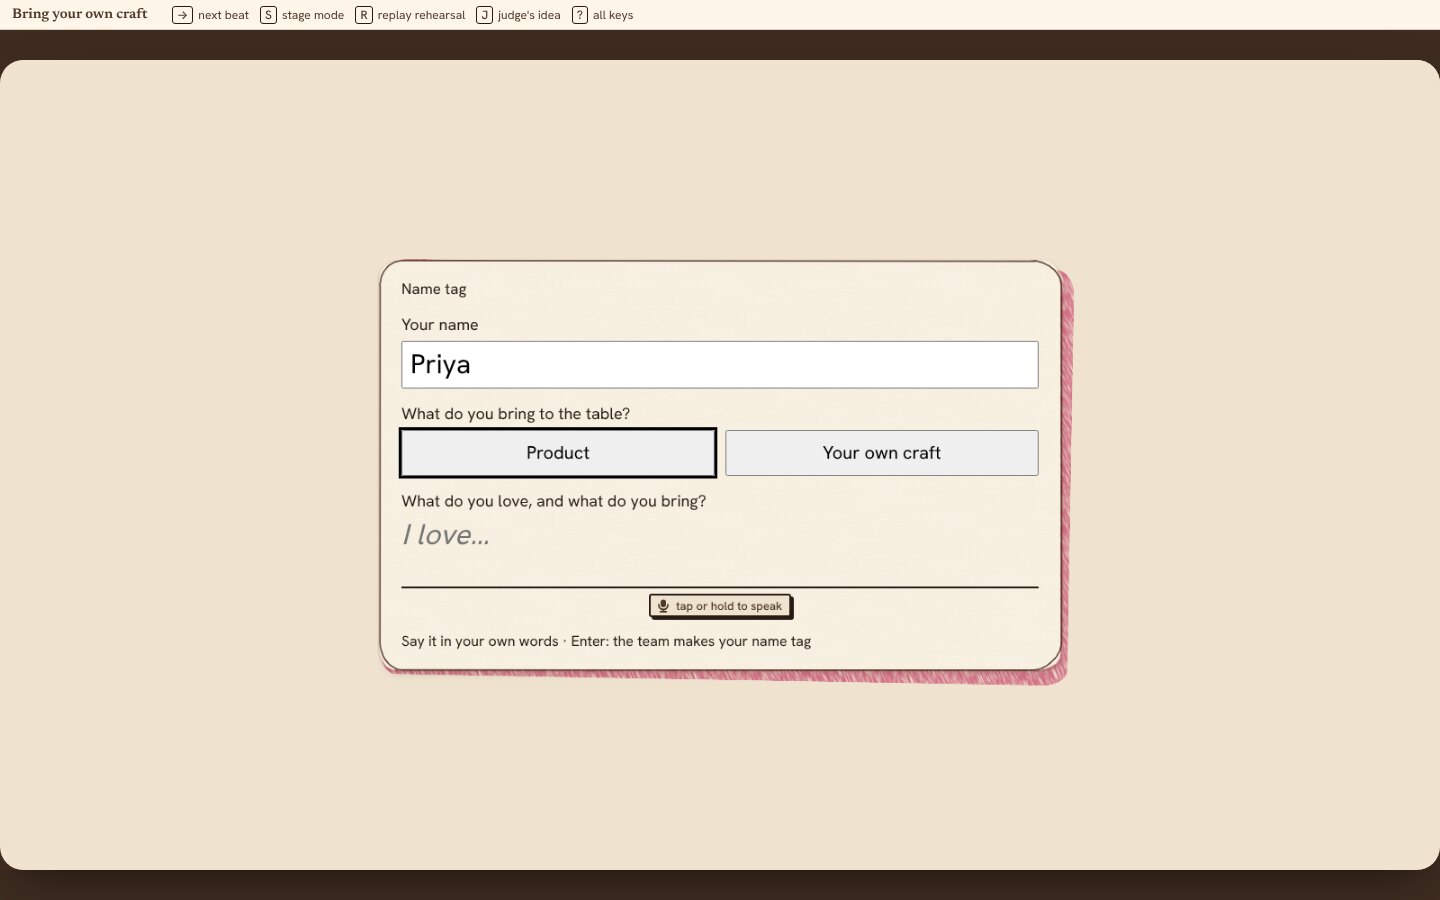 Bring your own craft → next beat S stage mode R replay rehearsal J judge's idea ? all keys
Name tag
Your name
Priya
What do you bring to the table?
Product Your own craft
What do you love, and what do you bring?
I love...
tap or hold to speak
Say it in your own words · Enter: the team makes your name tag